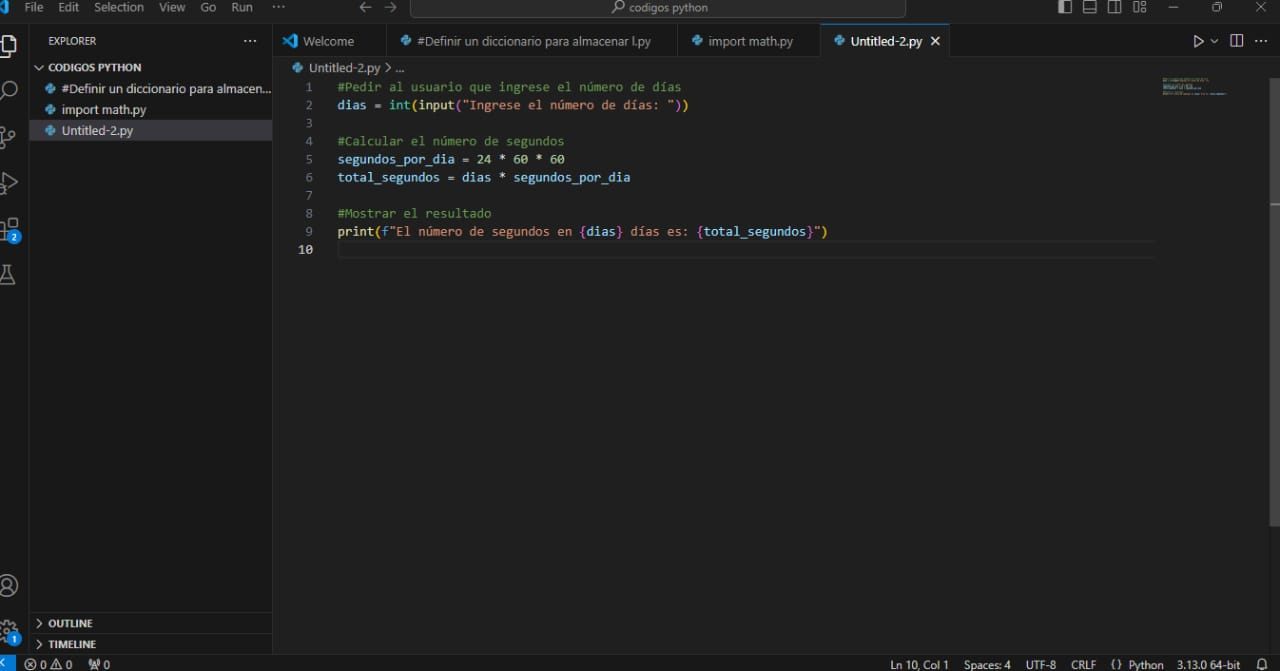 File Edit Selection View Go Run ··· ← → codigos python
EXPLORER ···
CODIGOS PYTHON
#Definir un diccionario para almacen...
import math.py
Untitled-2.py
Welcome #Definir un diccionario para almacenar l.py import math.py Untitled-2.py
Untitled-2.py > ...
1 #Pedir al usuario que ingrese el número de días
2 dias = int(input("Ingrese el número de días: "))
3
4 #Calcular el número de segundos
5 segundos_por_dia = 24 * 60 * 60
6 total_segundos = dias * segundos_por_dia
7
8 #Mostrar el resultado
9 print(f"El número de segundos en {dias} días es: {total_segundos}")
10
2
OUTLINE
1
TIMELINE
0 0 0 Ln 10, Col 1 Spaces: 4 UTF-8 CRLF {} Python 3.13.0 64-bit